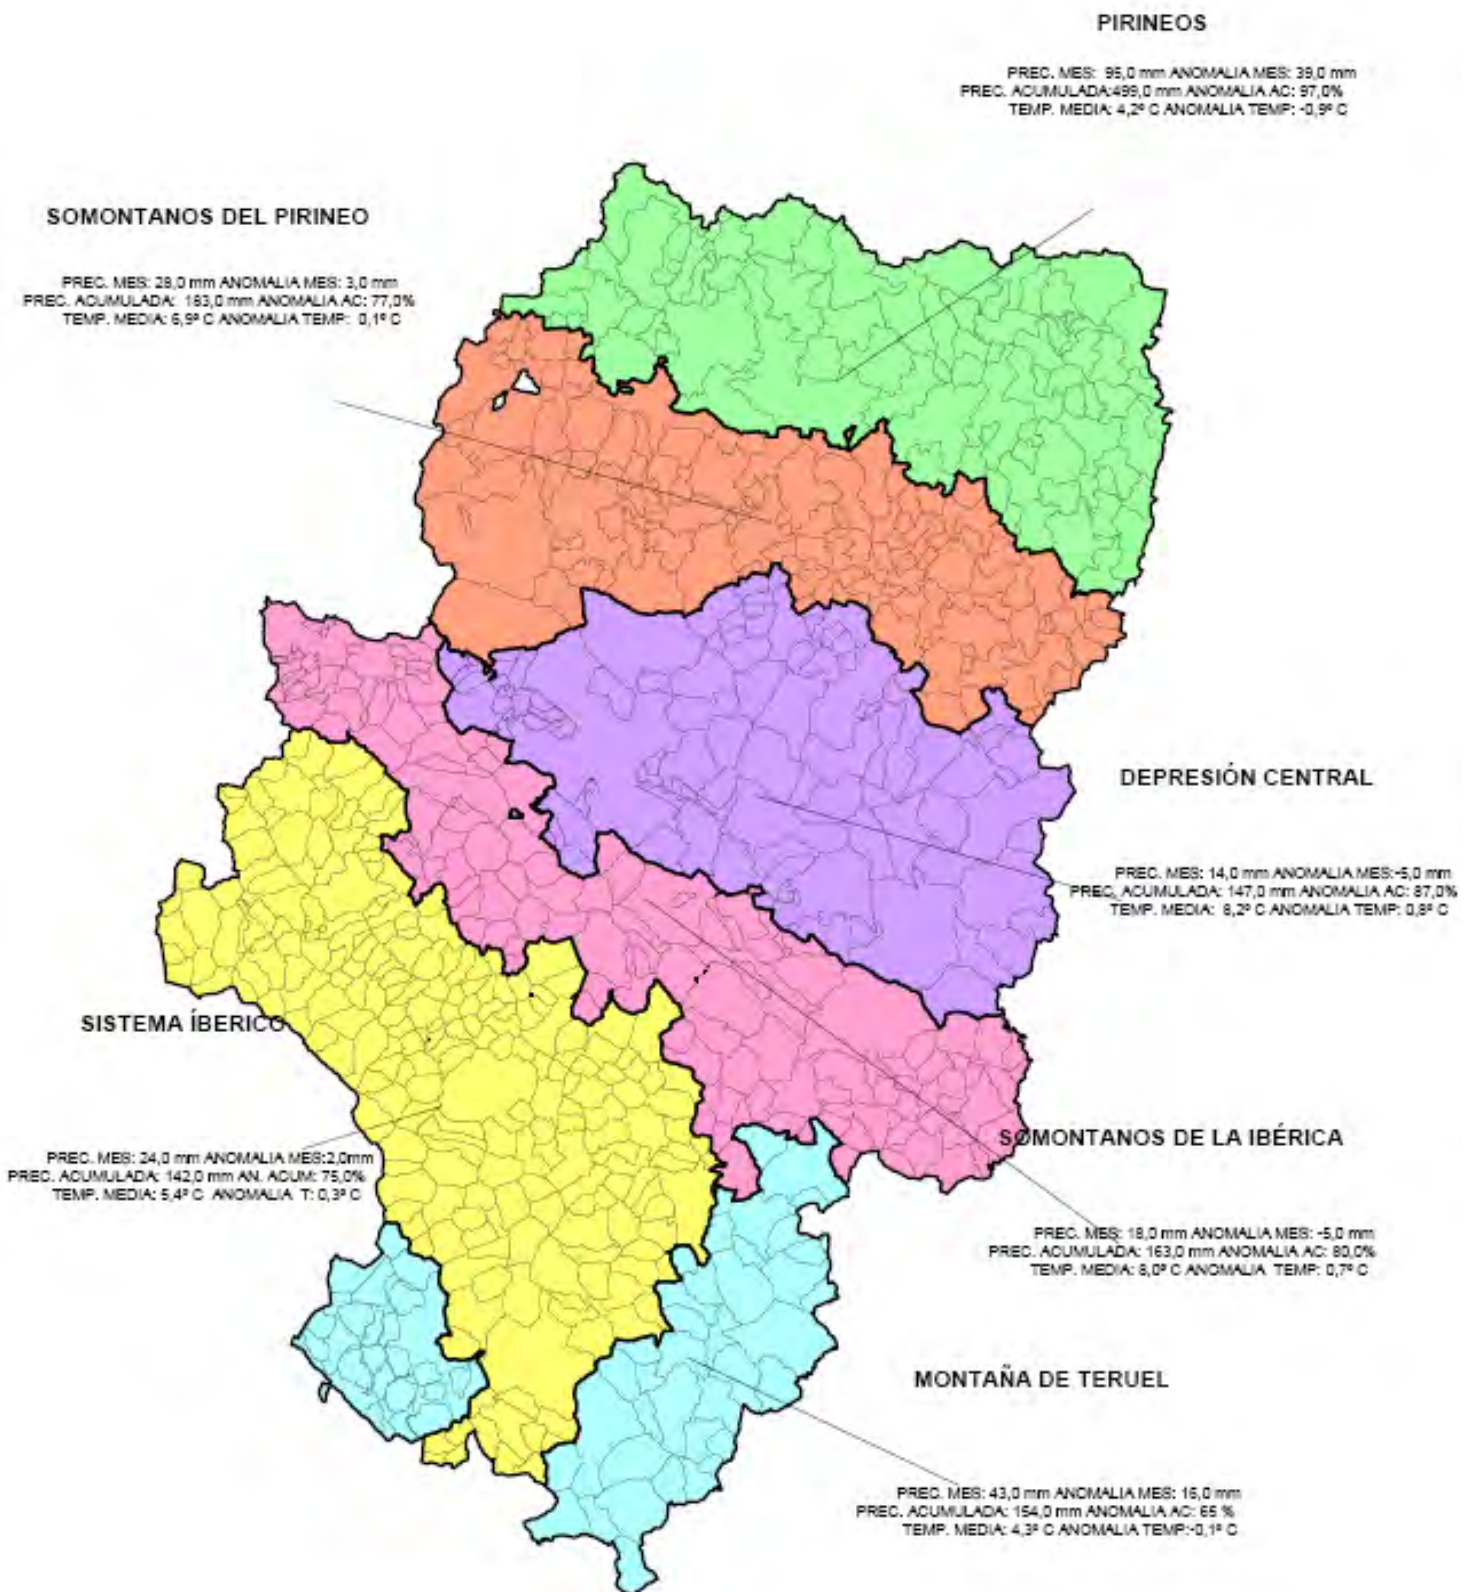 PIRINEOS
PREC. MES: 95,0 mm ANOMALIA MES: 39,0 mm
PREC. ACUMULADA:499,0 mm ANOMALIA AC: 97,0%
TEMP. MEDIA: 4,2º C ANOMALIA TEMP: -0,9º C
SOMONTANOS DEL PIRINEO
PREC. MES: 28,0 mm ANOMALIA MES: 3,0 mm
PREC. ACUMULADA: 183,0 mm ANOMALIA AC: 77,0%
TEMP. MEDIA: 6,9º C ANOMALIA TEMP: 0,1º C
DEPRESIÓN CENTRAL
PREC. MES: 14,0 mm ANOMALIA MES:-5,0 mm
PREC. ACUMULADA: 147,0 mm ANOMALIA AC: 87,0%
TEMP. MEDIA: 8,2º C ANOMALIA TEMP: 0,8º C
SISTEMA ÍBERICO
PREC. MES: 24,0 mm ANOMALIA MES:2,0mm
PREC. ACUMULADA: 142,0 mm AN. ACUM: 75,0%
TEMP. MEDIA: 5,4º C ANOMALIA T: 0,3º C
SOMONTANOS DE LA IBÉRICA
PREC. MES: 18,0 mm ANOMALIA MES: -5,0 mm
PREC. ACUMULADA: 163,0 mm ANOMALIA AC: 80,0%
TEMP. MEDIA: 8,0º C ANOMALIA TEMP: 0,7º C
MONTAÑA DE TERUEL
PREC. MES: 43,0 mm ANOMALIA MES: 16,0 mm
PREC. ACUMULADA: 154,0 mm ANOMALIA AC: 65 %
TEMP. MEDIA: 4,3º C ANOMALIA TEMP:-0,1º C